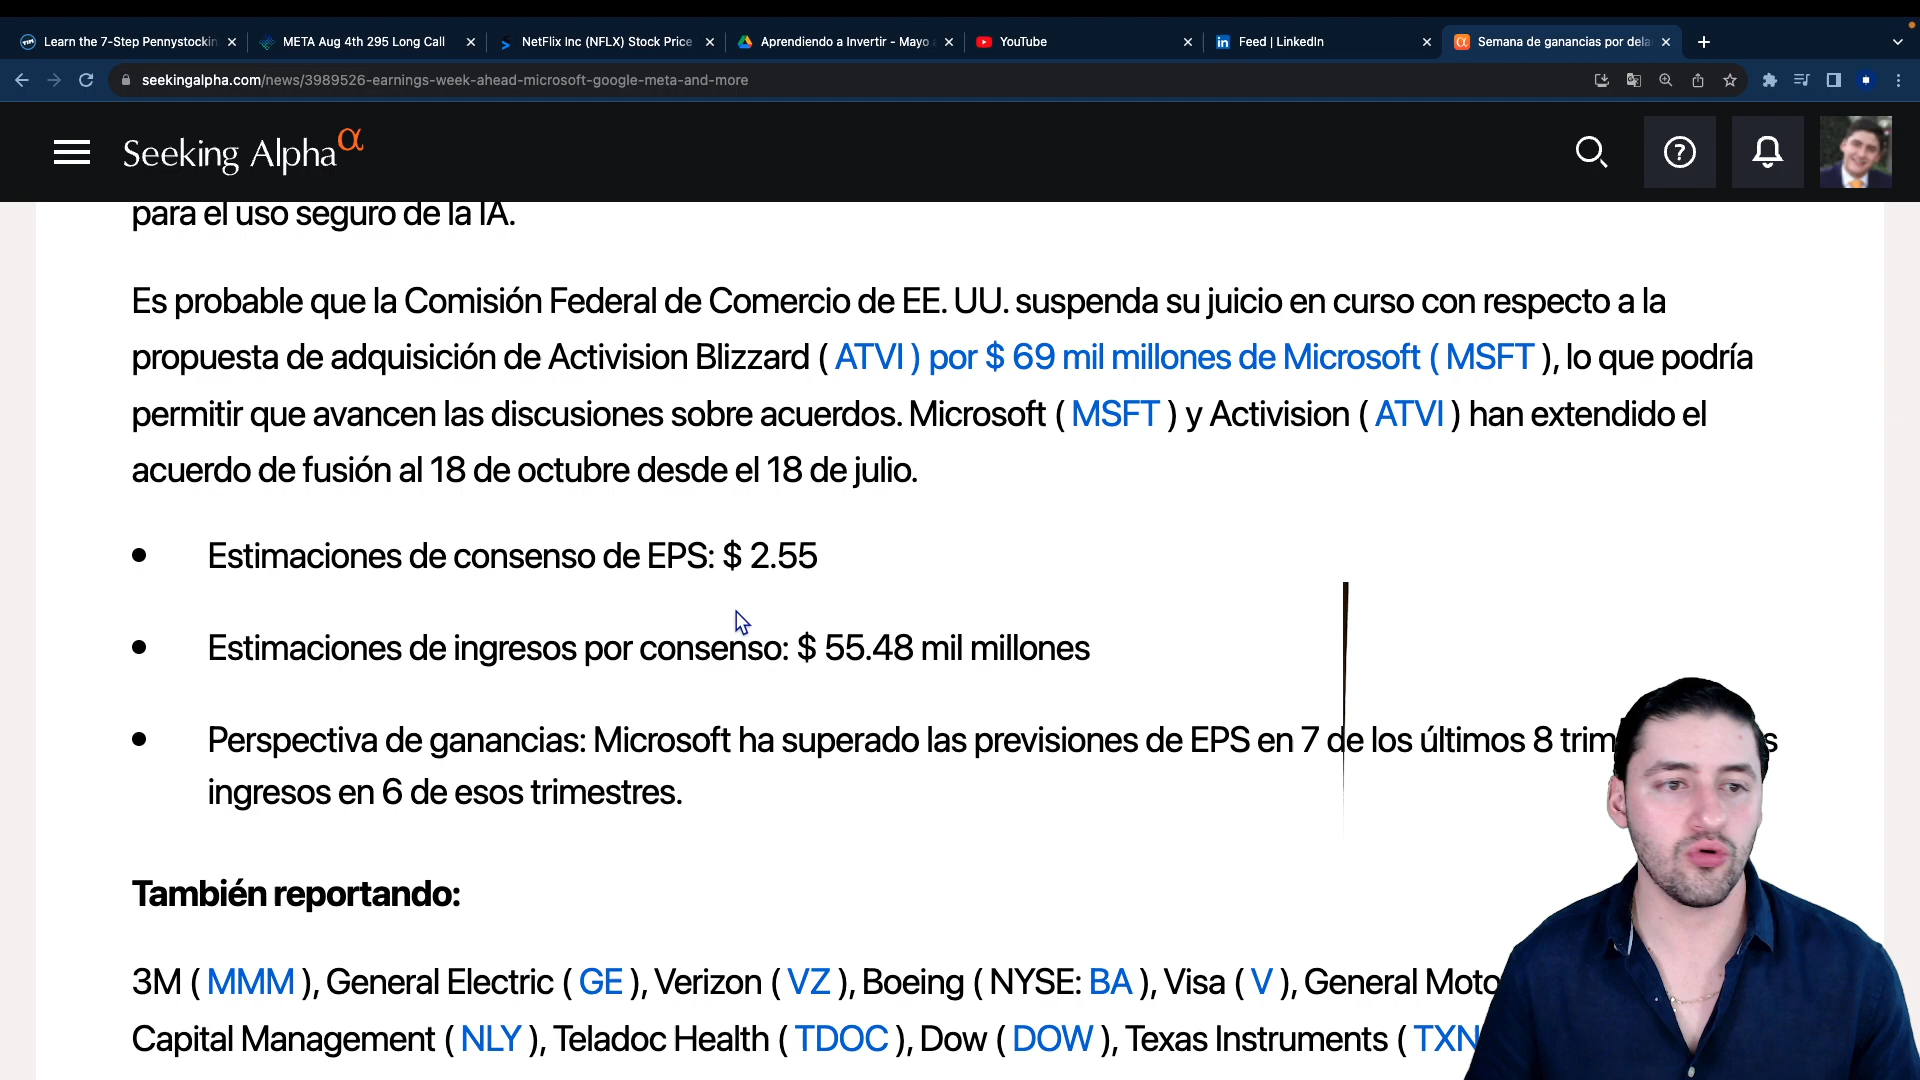 Learn the 7-Step Pennystockin
META Aug 4th 295 Long Call
NetFlix Inc (NFLX) Stock Price
Aprendiendo a Invertir - Mayo
YouTube
Feed | LinkedIn
Semana de ganancias por dela
seekingalpha.com/news/3989526-earnings-week-ahead-microsoft-google-meta-and-more
Seeking Alpha α
para el uso seguro de la IA.
Es probable que la Comisión Federal de Comercio de EE. UU. suspenda su juicio en curso con respecto a la
propuesta de adquisición de Activision Blizzard ( ATVI ) por $ 69 mil millones de Microsoft ( MSFT ), lo que podría
permitir que avancen las discusiones sobre acuerdos. Microsoft ( MSFT ) y Activision ( ATVI ) han extendido el
acuerdo de fusión al 18 de octubre desde el 18 de julio.
• Estimaciones de consenso de EPS: $ 2.55
• Estimaciones de ingresos por consenso: $ 55.48 mil millones
• Perspectiva de ganancias: Microsoft ha superado las previsiones de EPS en 7 de los últimos 8 trim
ingresos en 6 de esos trimestres.
También reportando:
3M ( MMM ), General Electric ( GE ), Verizon ( VZ ), Boeing ( NYSE: BA ), Visa ( V ), General Moto
Capital Management ( NLY ), Teladoc Health ( TDOC ), Dow ( DOW ), Texas Instruments ( TXN